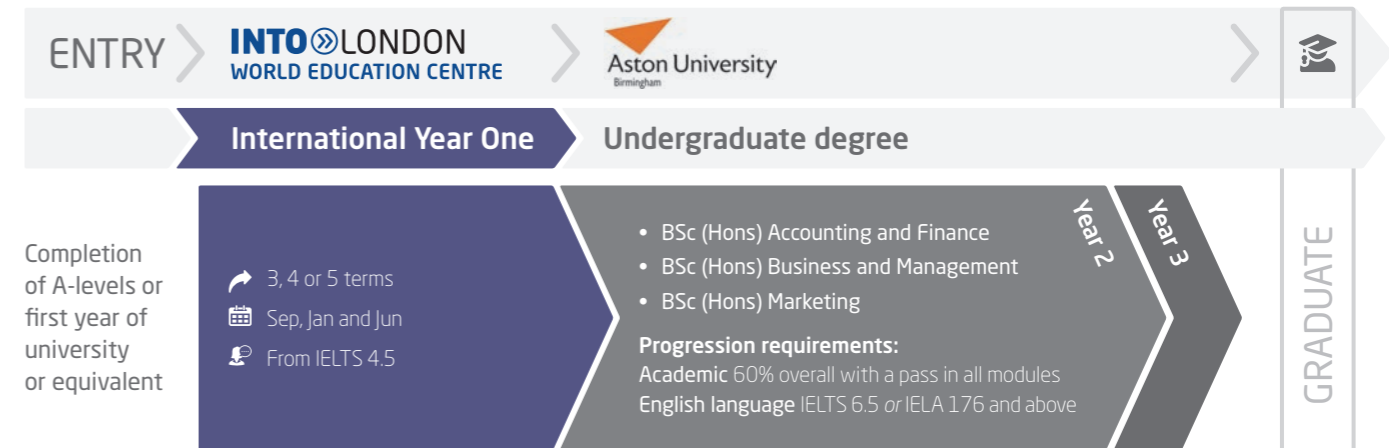 ENTRY
INTO LONDON
WORLD EDUCATION CENTRE
Aston University
Birmingham
International Year One
Undergraduate degree
Completion
of A-levels or
first year of
university
or equivalent
3, 4 or 5 terms
Sep, Jan and Jun
From IELTS 4.5
• BSc (Hons) Accounting and Finance
• BSc (Hons) Business and Management
• BSc (Hons) Marketing
Progression requirements:
Academic 60% overall with a pass in all modules
English language IELTS 6.5 or IELA 176 and above
Year 2
Year 3
GRADUATE